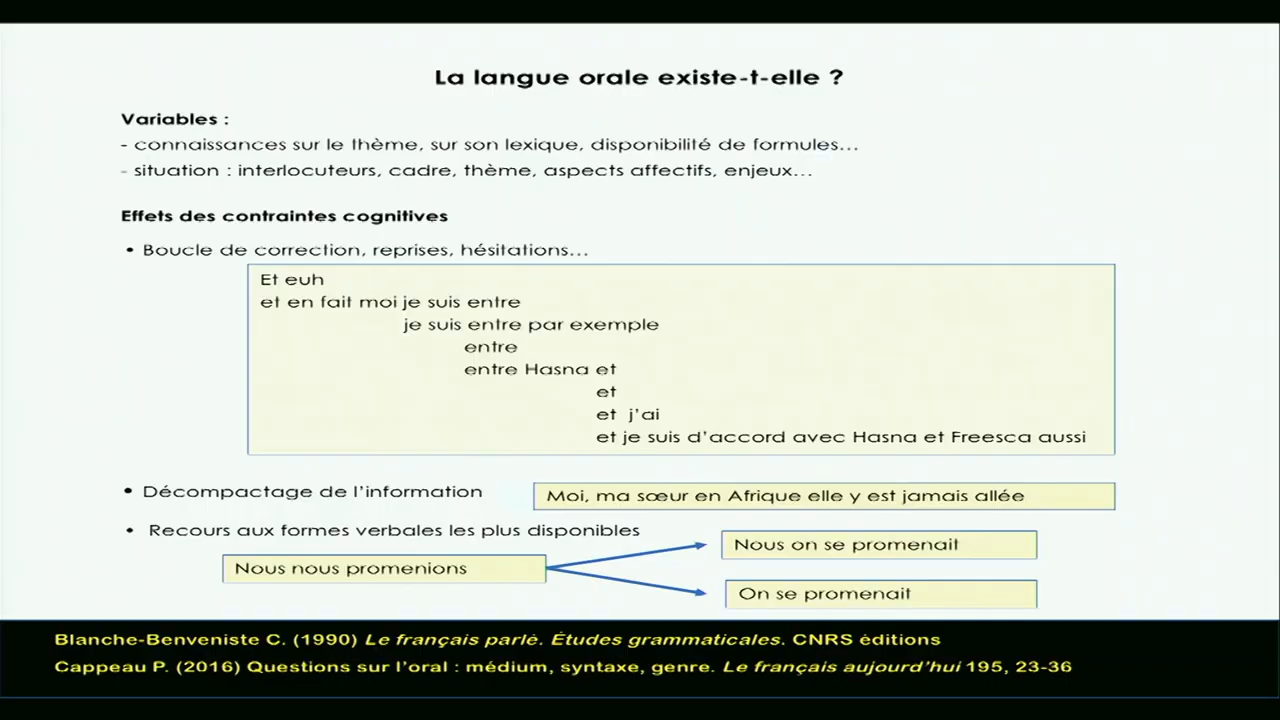 La langue orale existe-t-elle ?
Variables :
- connaissances sur le thème, sur son lexique, disponibilité de formules…
- situation : interlocuteurs, cadre, thème, aspects affectifs, enjeux…
Effets des contraintes cognitives
• Boucle de correction, reprises, hésitations…
Et euh
et en fait moi je suis entre
je suis entre par exemple
entre
entre Hasna et
et
et j'ai
et je suis d'accord avec Hasna et Freesca aussi
• Décompactage de l'information
Moi, ma sœur en Afrique elle y est jamais allée
• Recours aux formes verbales les plus disponibles
Nous on se promenait
Nous nous promenions
On se promenait
Blanche-Benveniste C. (1990) Le français parlé. Études grammaticales. CNRS éditions
Cappeau P. (2016) Questions sur l'oral : médium, syntaxe, genre. Le français aujourd'hui 195, 23-36